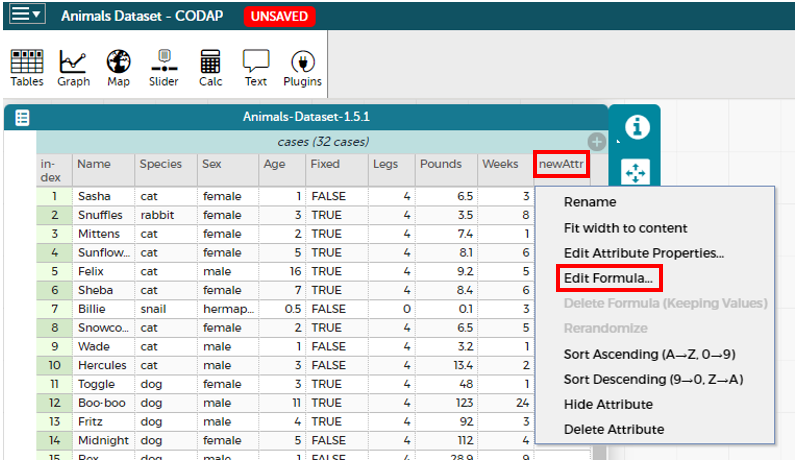 Animals Dataset - CODAP UNSAVED
Tables Graph Map Slider Calc Text Plugins
Animals-Dataset-1.5.1
cases (32 cases)
in-
dex Name Species Sex Age Fixed Legs Pounds Weeks newAttr
1 Sasha cat female 1 FALSE 4 6.5 3
2 Snuffles rabbit female 3 TRUE 4 3.5 8
3 Mittens cat female 2 TRUE 4 7.4 1
4 Sunflow... cat female 5 TRUE 4 8.1 6
5 Felix cat male 16 TRUE 4 9.2 5
6 Sheba cat female 7 TRUE 4 8.4 6
7 Billie snail hermap... 0.5 FALSE 0 0.1 3
8 Snowco... cat female 2 TRUE 4 6.5 5
9 Wade cat male 1 FALSE 4 3.2 1
10 Hercules cat male 3 FALSE 4 13.4 2
11 Toggle dog female 3 TRUE 4 48 1
12 Boo-boo dog male 11 TRUE 4 123 24
13 Fritz dog male 4 TRUE 4 92 3
14 Midnight dog female 5 FALSE 4 112 4
15 Rex dog male 1 FALSE 4 28.9 9
Rename
Fit width to content
Edit Attribute Properties...
Edit Formula...
Delete Formula (Keeping Values)
Rerandomize
Sort Ascending (A→Z, 0→9)
Sort Descending (9→0, Z→A)
Hide Attribute
Delete Attribute